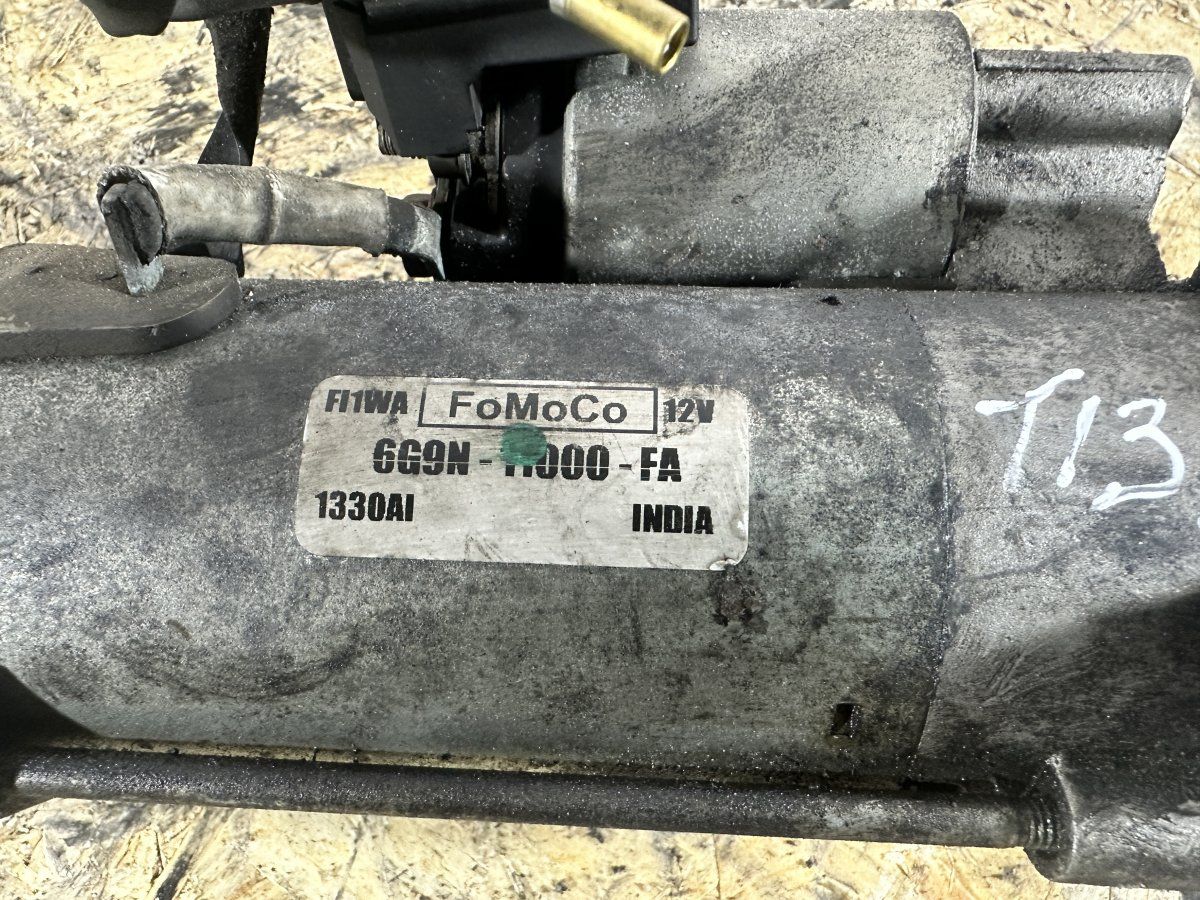 FI1WA FoMoCo 12V
6G9N - 11000 - FA
1330AI INDIA
T13